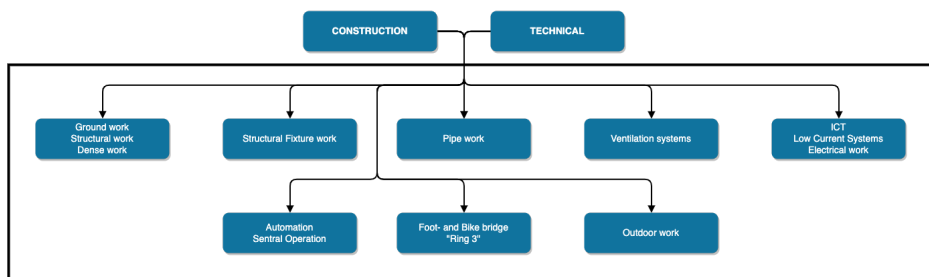 CONSTRUCTION
TECHNICAL
Ground work
Structural work
Dense work
Structural Fixture work
Pipe work
Ventilation systems
ICT
Low Current Systems
Electrical work
Automation
Sentral Operation
Foot- and Bike bridge
"Ring 3"
Outdoor work